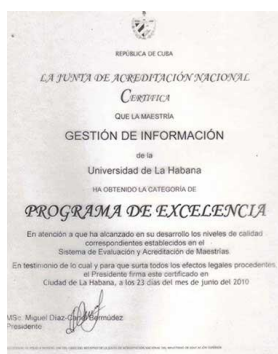 REPÚBLICA DE CUBA
LA JUNTA DE ACREDITACIÓN NACIONAL
CERTIFICA
QUE LA MAESTRÍA
GESTIÓN DE INFORMACIÓN
de la
Universidad de La Habana
HA OBTENIDO LA CATEGORÍA DE
PROGRAMA DE EXCELENCIA
En atención a que ha alcanzado en su desarrollo los niveles de calidad
correspondientes establecidos en el
Sistema de Evaluación y Acreditación de Maestrías
En testimonio de lo cual y para que surta todos los efectos legales procedentes,
el Presidente firma este certificado en
Ciudad de La Habana, a los 23 días del mes de junio del 2010
MSc. Miguel Díaz-Canel Bermúdez
Presidente